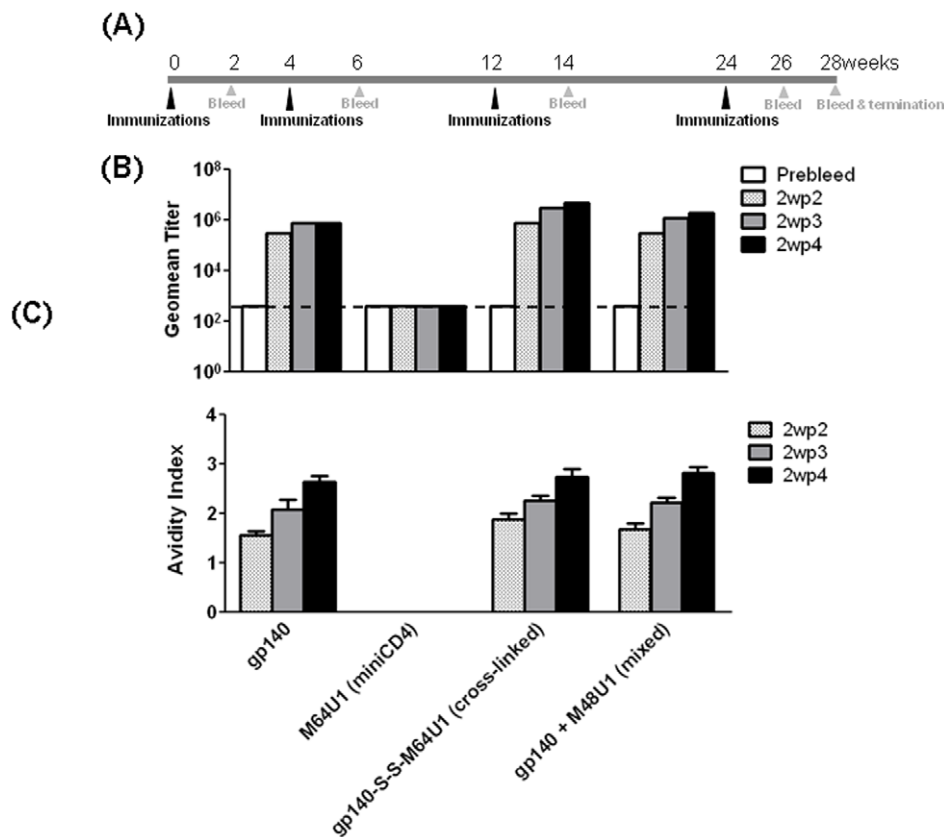 (A)
0 2 4 6 12 14 24 26 28weeks
Bleed Bleed Bleed Bleed Bleed & termination
Immunizations Immunizations Immunizations Immunizations
(B)
Geomean Titer
10⁸
10⁶
10⁴
10²
10⁰
Prebleed
2wp2
2wp3
2wp4
(C)
Avidity Index
4
3
2
1
0
2wp2
2wp3
2wp4
gp140
M64U1 (miniCD4)
gp140-S-S-M64U1 (cross-linked)
gp140 + M48U1 (mixed)